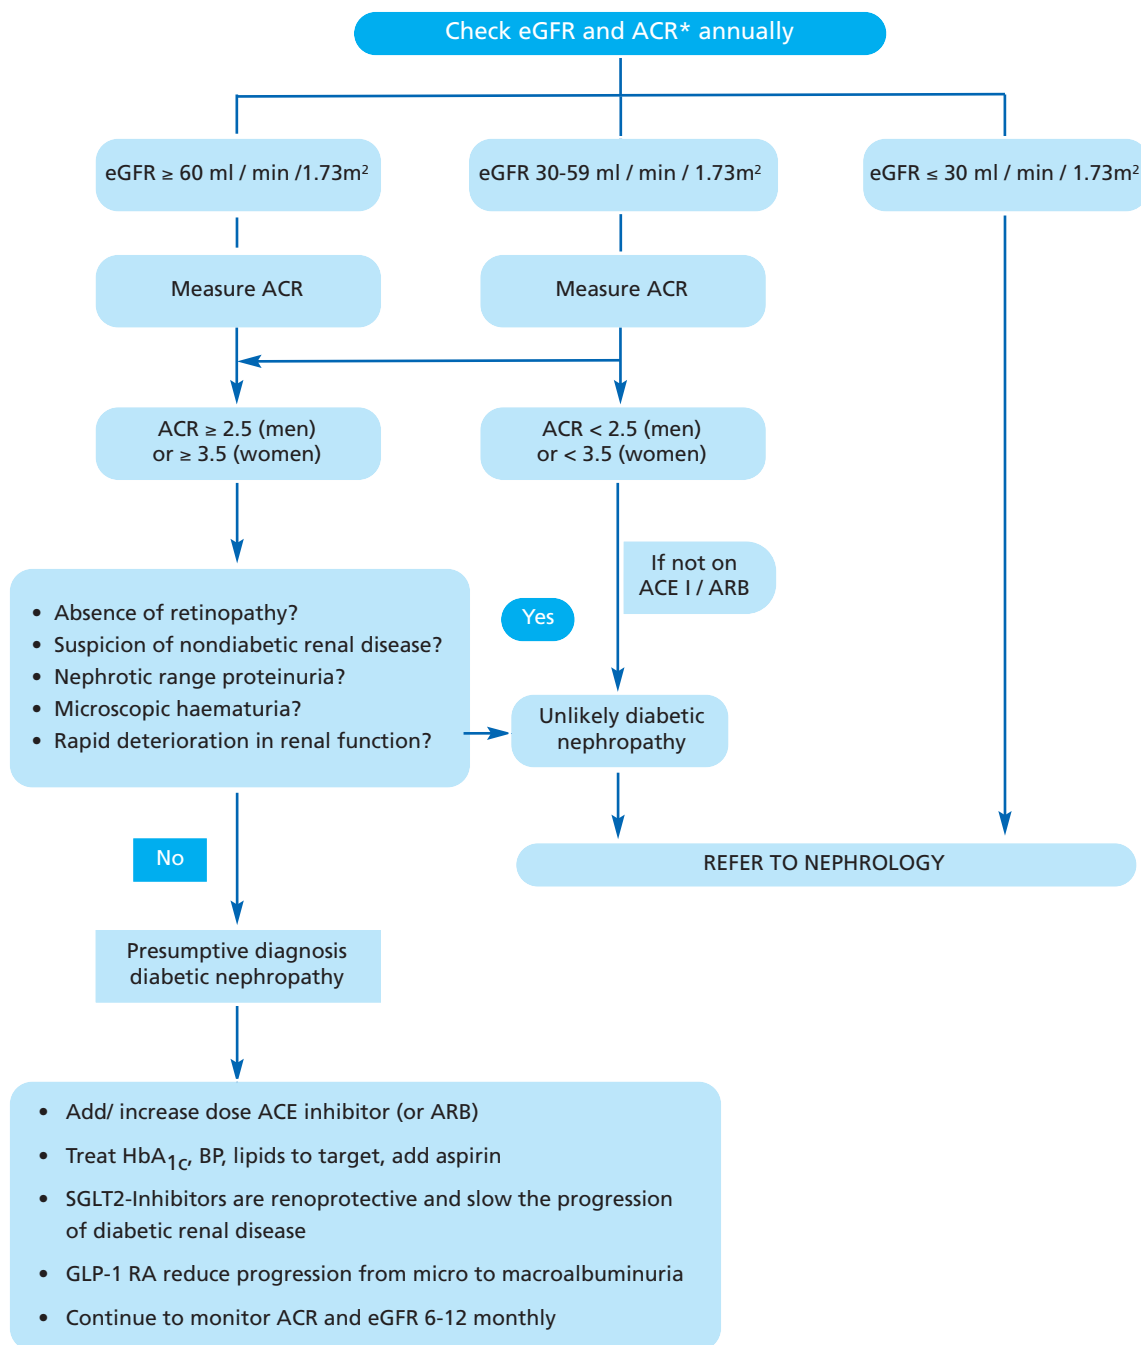 Check eGFR and ACR* annually
eGFR ≥ 60 ml / min /1.73m²
eGFR 30-59 ml / min / 1.73m²
eGFR ≤ 30 ml / min / 1.73m²
Measure ACR
Measure ACR
ACR ≥ 2.5 (men)
or ≥ 3.5 (women)
ACR < 2.5 (men)
or < 3.5 (women)
If not on
ACE I / ARB
• Absence of retinopathy?
• Suspicion of nondiabetic renal disease?
• Nephrotic range proteinuria?
• Microscopic haematuria?
• Rapid deterioration in renal function?
Yes
Unlikely diabetic
nephropathy
No
REFER TO NEPHROLOGY
Presumptive diagnosis
diabetic nephropathy
• Add/ increase dose ACE inhibitor (or ARB)
• Treat HbA1c, BP, lipids to target, add aspirin
• SGLT2-Inhibitors are renoprotective and slow the progression
of diabetic renal disease
• GLP-1 RA reduce progression from micro to macroalbuminuria
• Continue to monitor ACR and eGFR 6-12 monthly